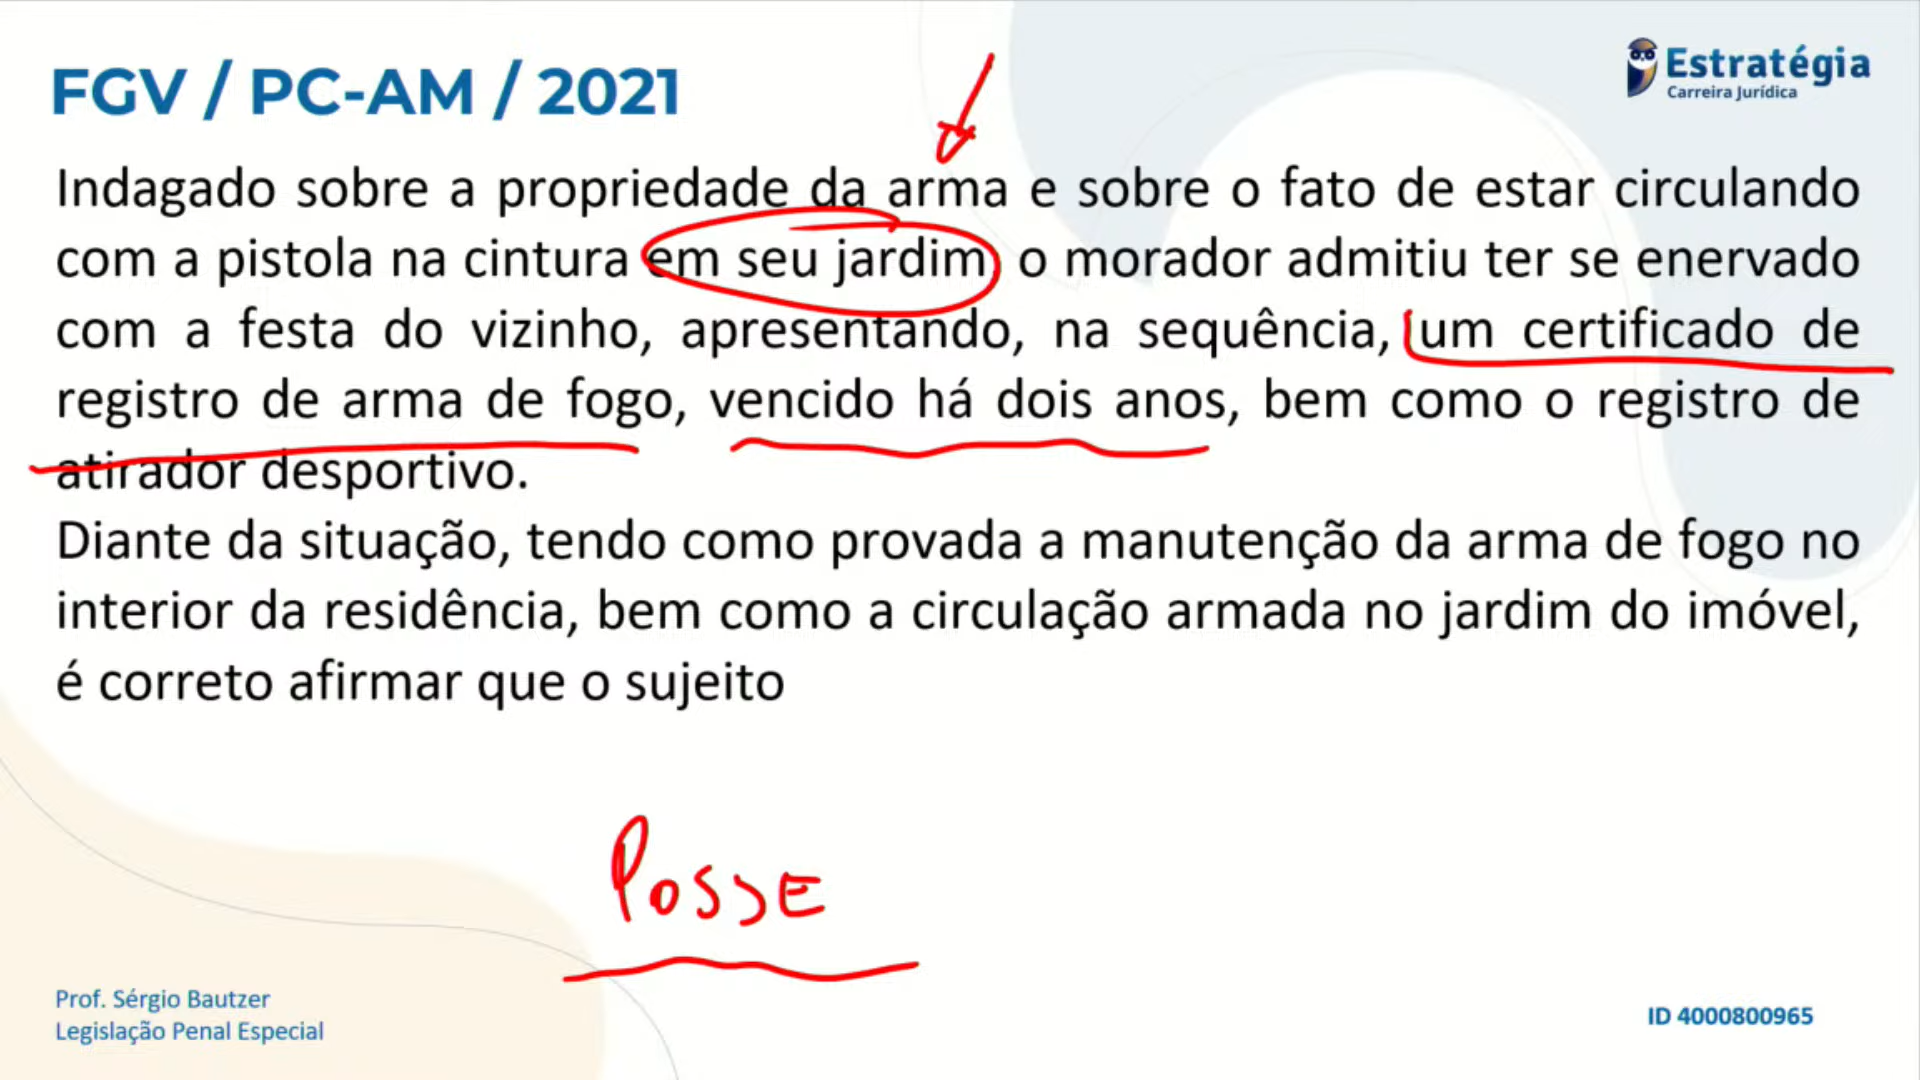 FGV / PC-AM / 2021
Estratégia
Carreira Jurídica
Indagado sobre a propriedade da arma e sobre o fato de estar circulando
com a pistola na cintura em seu jardim, o morador admitiu ter se enervado
com a festa do vizinho, apresentando, na sequência, um certificado de
registro de arma de fogo, vencido há dois anos, bem como o registro de
atirador desportivo.
Diante da situação, tendo como provada a manutenção da arma de fogo no
interior da residência, bem como a circulação armada no jardim do imóvel,
é correto afirmar que o sujeito
POSSE
Prof. Sérgio Bautzer
Legislação Penal Especial
ID 4000800965